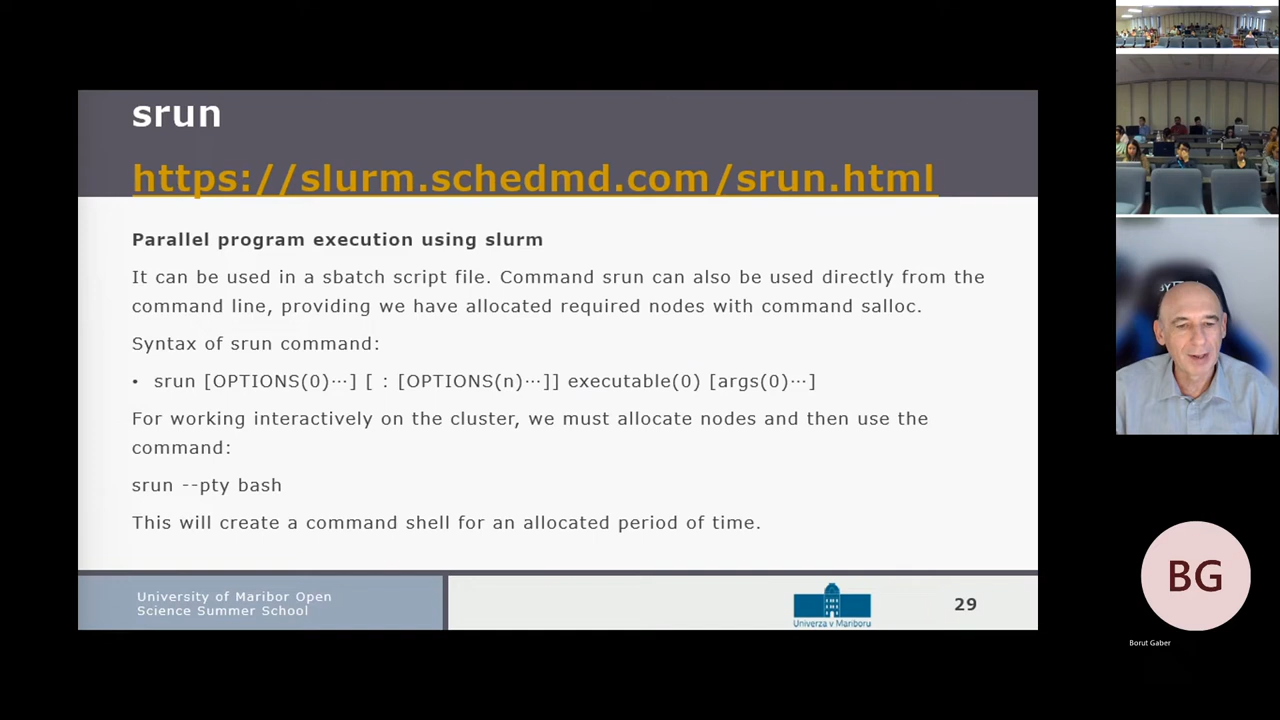 srun
https://slurm.schedmd.com/srun.html
Parallel program execution using slurm
It can be used in a sbatch script file. Command srun can also be used directly from the
command line, providing we have allocated required nodes with command salloc.
Syntax of srun command:
• srun [OPTIONS(0)⋯] [ : [OPTIONS(n)⋯]] executable(0) [args(0)⋯]
For working interactively on the cluster, we must allocate nodes and then use the
command:
srun --pty bash
This will create a command shell for an allocated period of time.
University of Maribor Open
Science Summer School
Univerza v Mariboru
29
BG
Borut Gaber